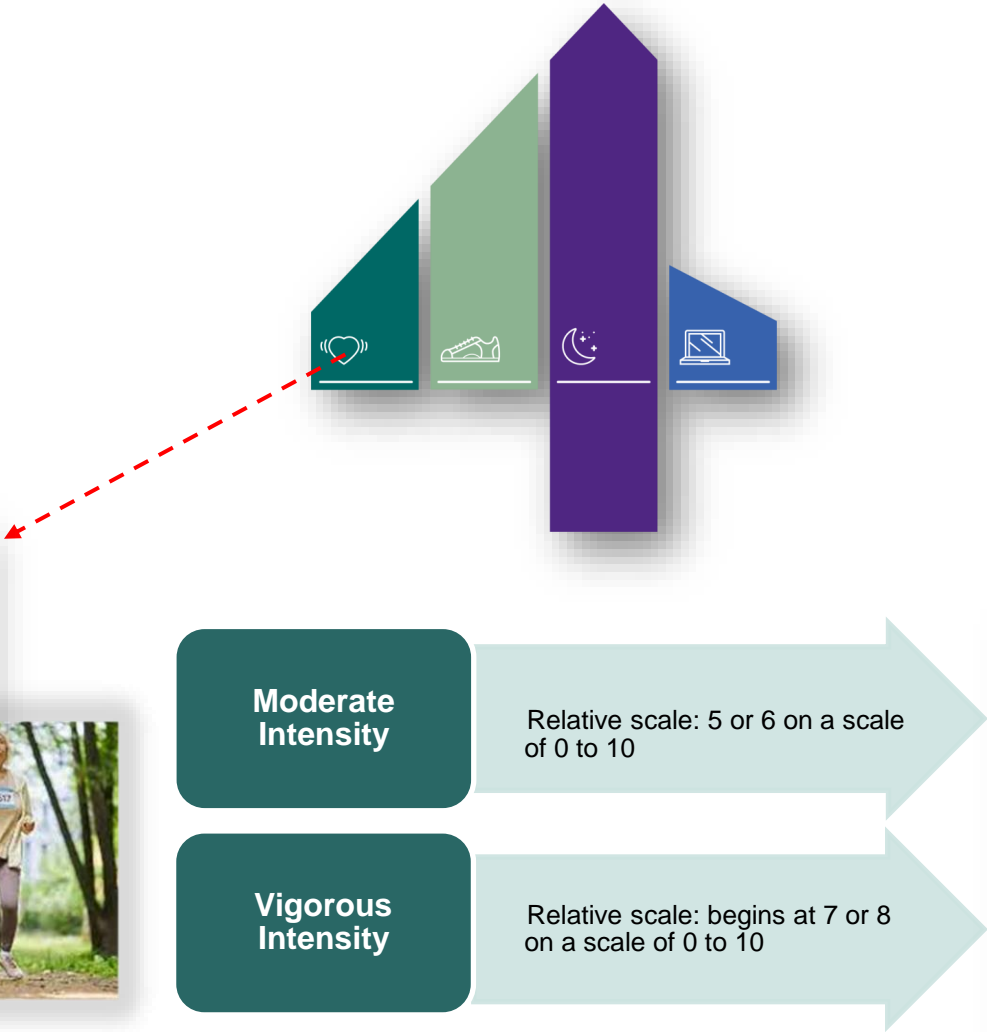 Moderate
Intensity
Relative scale: 5 or 6 on a scale
of 0 to 10
Vigorous
Intensity
Relative scale: begins at 7 or 8
on a scale of 0 to 10